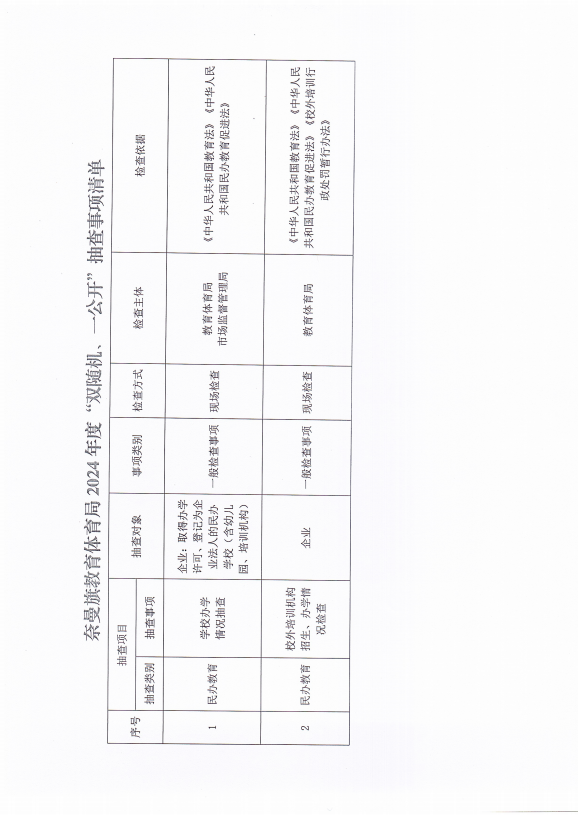 奈曼旗教育体育局 2024 年度“双随机、一公开”抽查事项清单
序号
抽查项目
抽查类别
抽查事项
抽查对象
事项类别
检查方式
检查主体
检查依据
1
民办教育
学校办学
情况抽查
企业：取得办学
许可、登记为企
业法人的民办
学校（含幼儿
园、培训机构）
一般检查事项
现场检查
教育体育局
市场监督管理局
《中华人民共和国教育法》《中华人民
共和国民办教育促进法》
2
民办教育
校外培训机构
招生、办学情
况检查
企业
一般检查事项
现场检查
教育体育局
《中华人民共和国教育法》《中华人民
共和国民办教育促进法》《校外培训行
政处罚暂行办法》